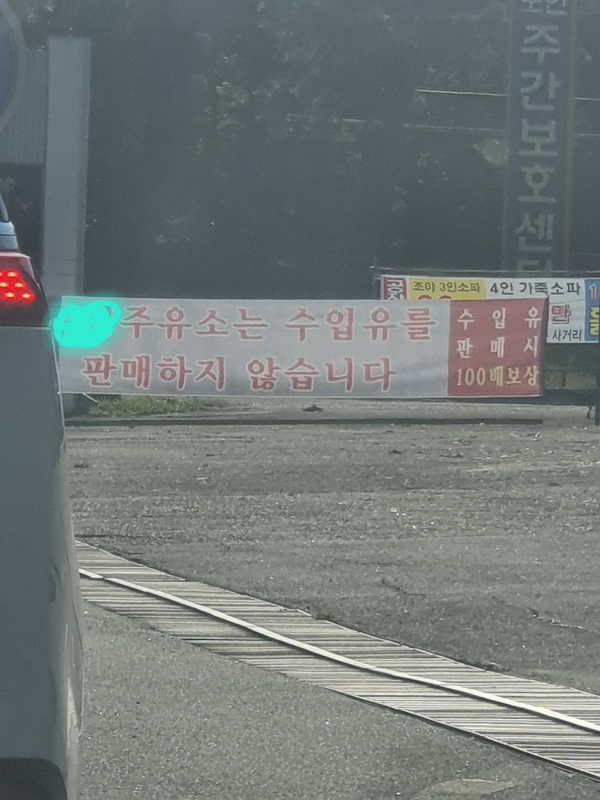 주간보호센터
조야 3인소파 4인 가죽소파
사거리
주유소는 수입유를
판매하지 않습니다
수입유
판매시
100배보상